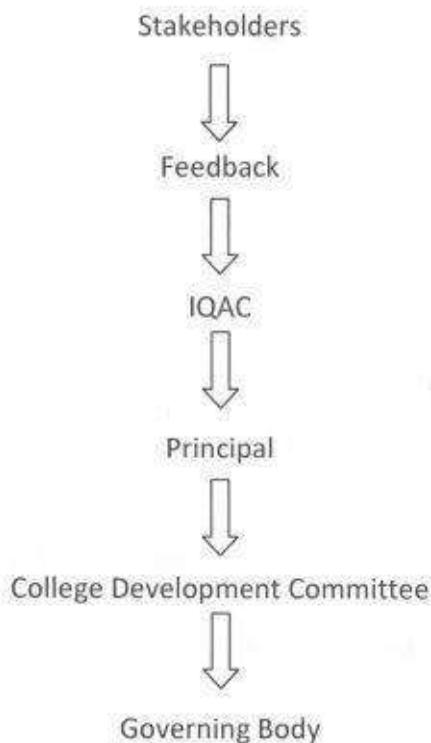 Stakeholders
Feedback
IQAC
Principal
College Development Committee
Governing Body